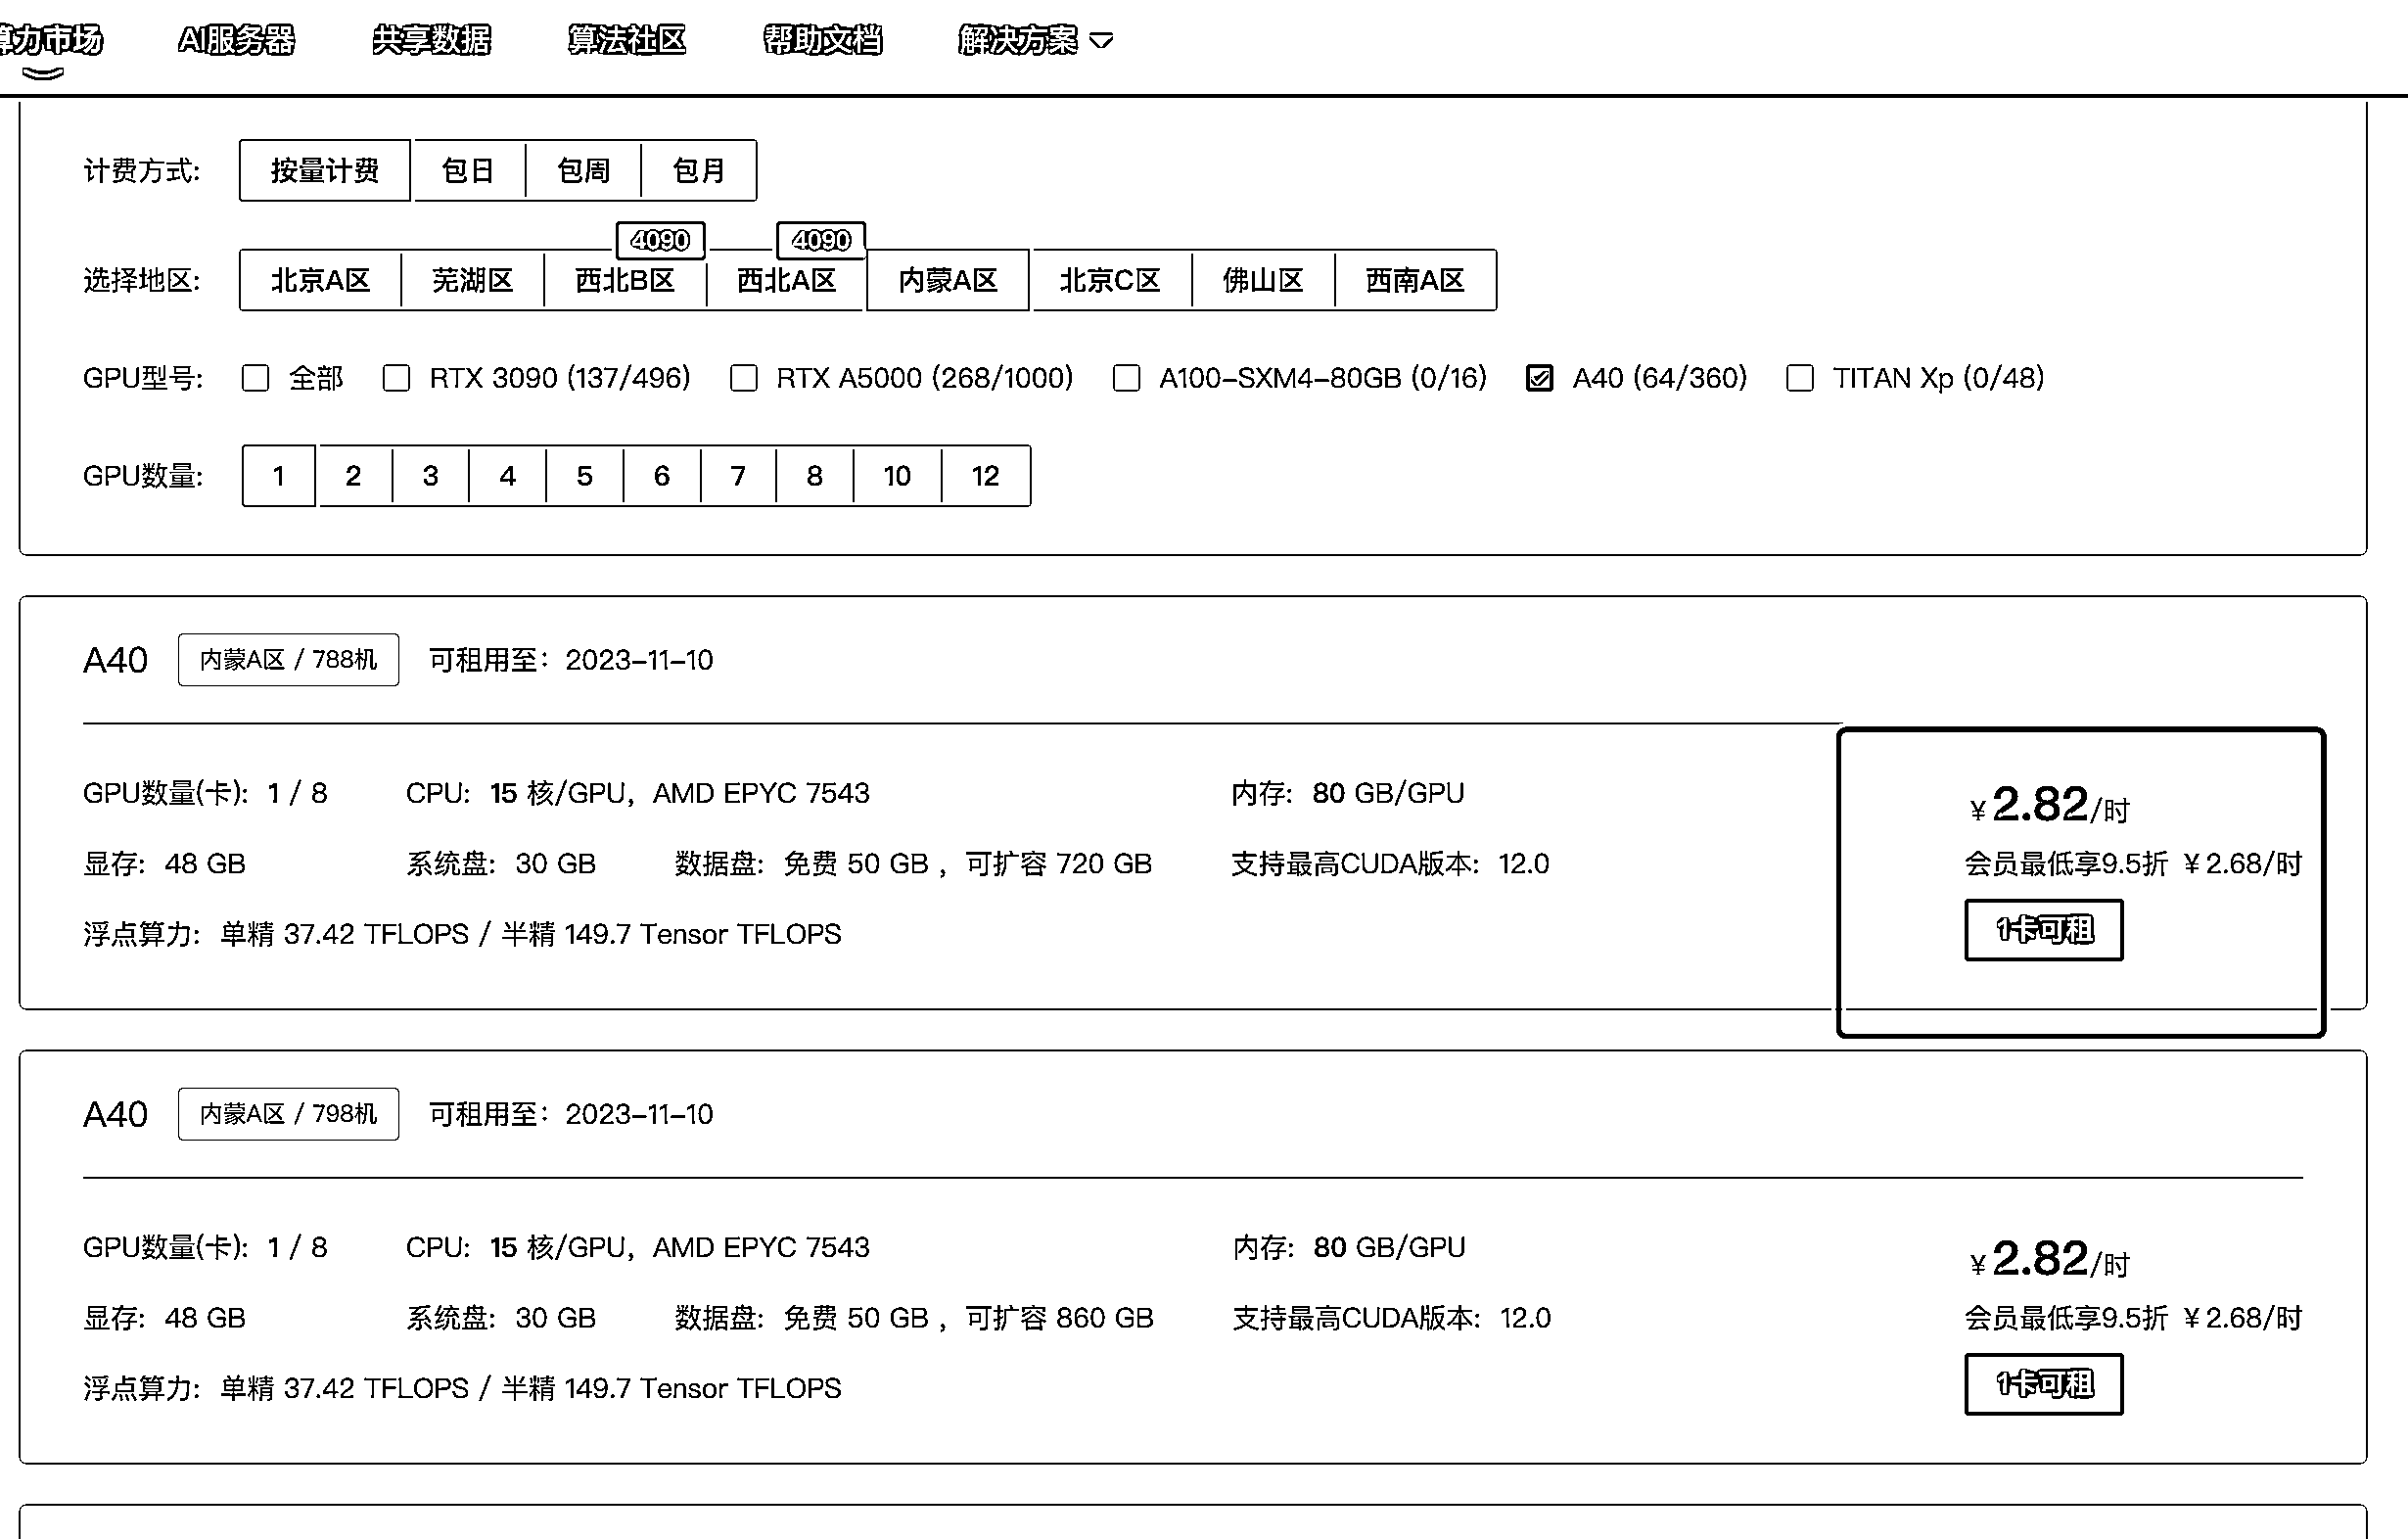 算力市场 AI服务器 共享数据 算法社区 帮助文档 解决方案
计费方式: 按量计费 包日 包周 包月
4090 4090
选择地区: 北京A区 芜湖区 西北B区 西北A区 内蒙A区 北京C区 佛山区 西南A区
GPU型号: 全部 RTX 3090 (137/496) RTX A5000 (268/1000) A100-SXM4-80GB (0/16) A40 (64/360) TITAN Xp (0/48)
GPU数量: 1 2 3 4 5 6 7 8 10 12
A40 内蒙A区 / 788机 可租用至：2023-11-10
GPU数量(卡): 1 / 8 CPU: 15 核/GPU，AMD EPYC 7543 内存: 80 GB/GPU ¥2.82/时
显存: 48 GB 系统盘: 30 GB 数据盘: 免费 50 GB ，可扩容 720 GB 支持最高CUDA版本: 12.0 会员最低享9.5折 ¥2.68/时
1卡可租
浮点算力: 单精 37.42 TFLOPS / 半精 149.7 Tensor TFLOPS
A40 内蒙A区 / 798机 可租用至：2023-11-10
GPU数量(卡): 1 / 8 CPU: 15 核/GPU，AMD EPYC 7543 内存: 80 GB/GPU ¥2.82/时
显存: 48 GB 系统盘: 30 GB 数据盘: 免费 50 GB ，可扩容 860 GB 支持最高CUDA版本: 12.0 会员最低享9.5折 ¥2.68/时
1卡可租
浮点算力: 单精 37.42 TFLOPS / 半精 149.7 Tensor TFLOPS